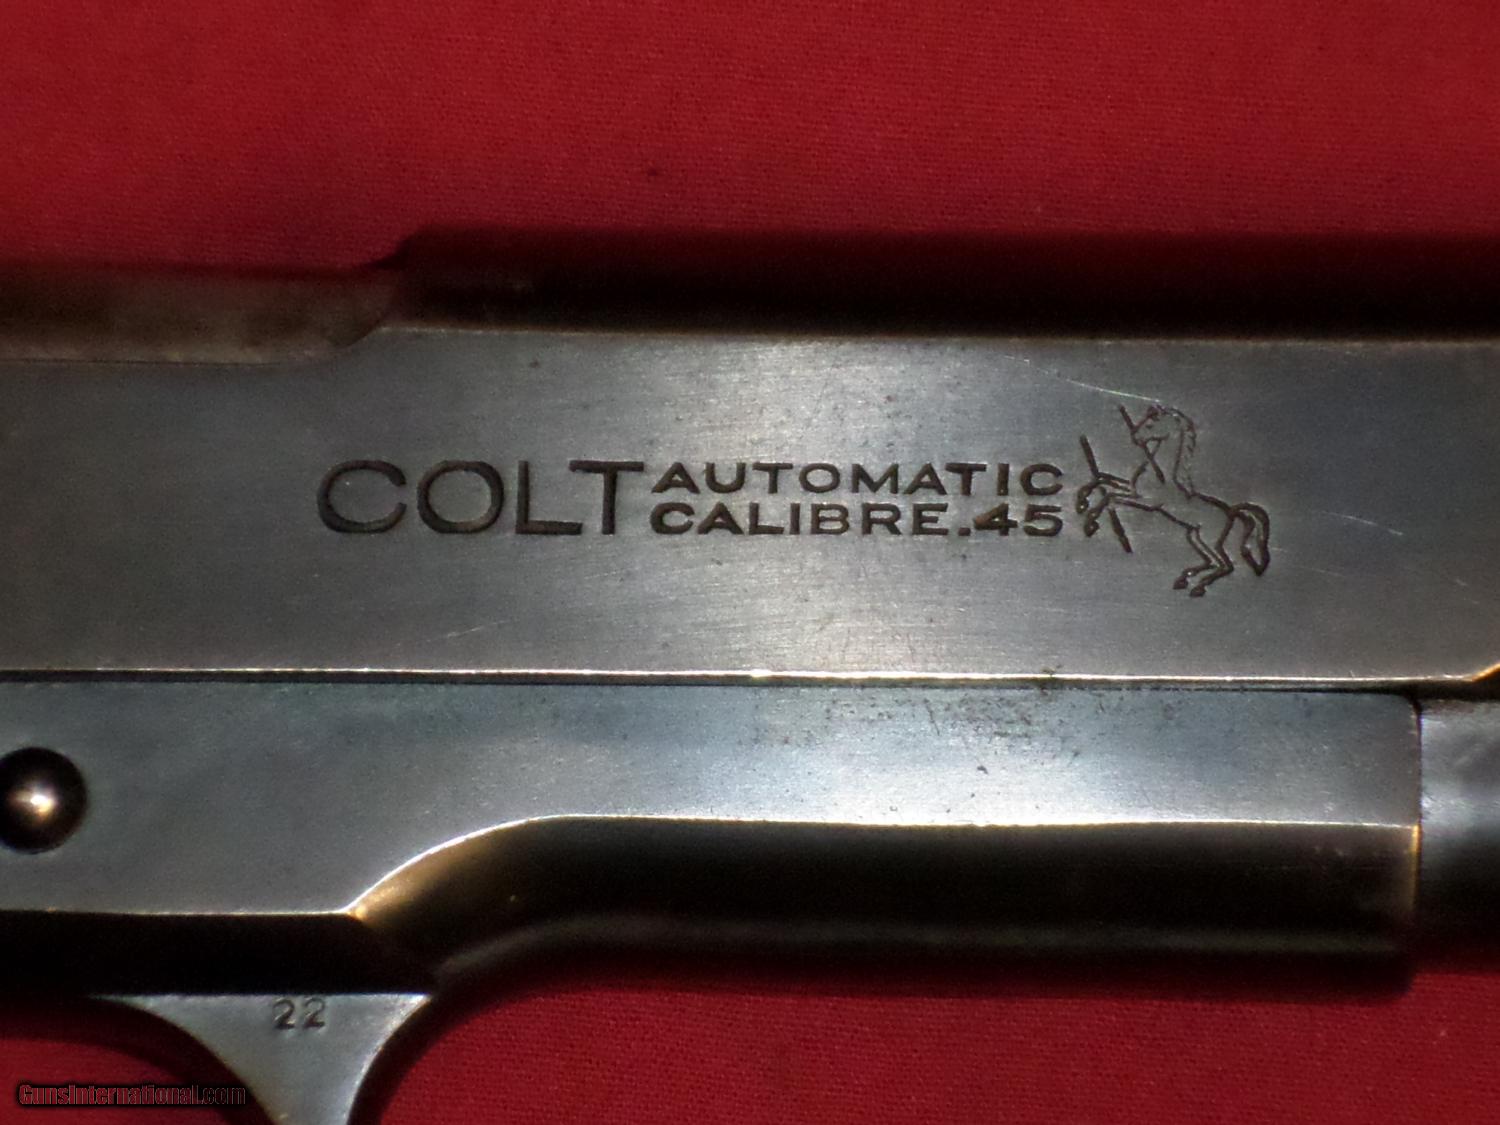 COLT AUTOMATIC
CALIBRE .45
22
GunsInternational.com